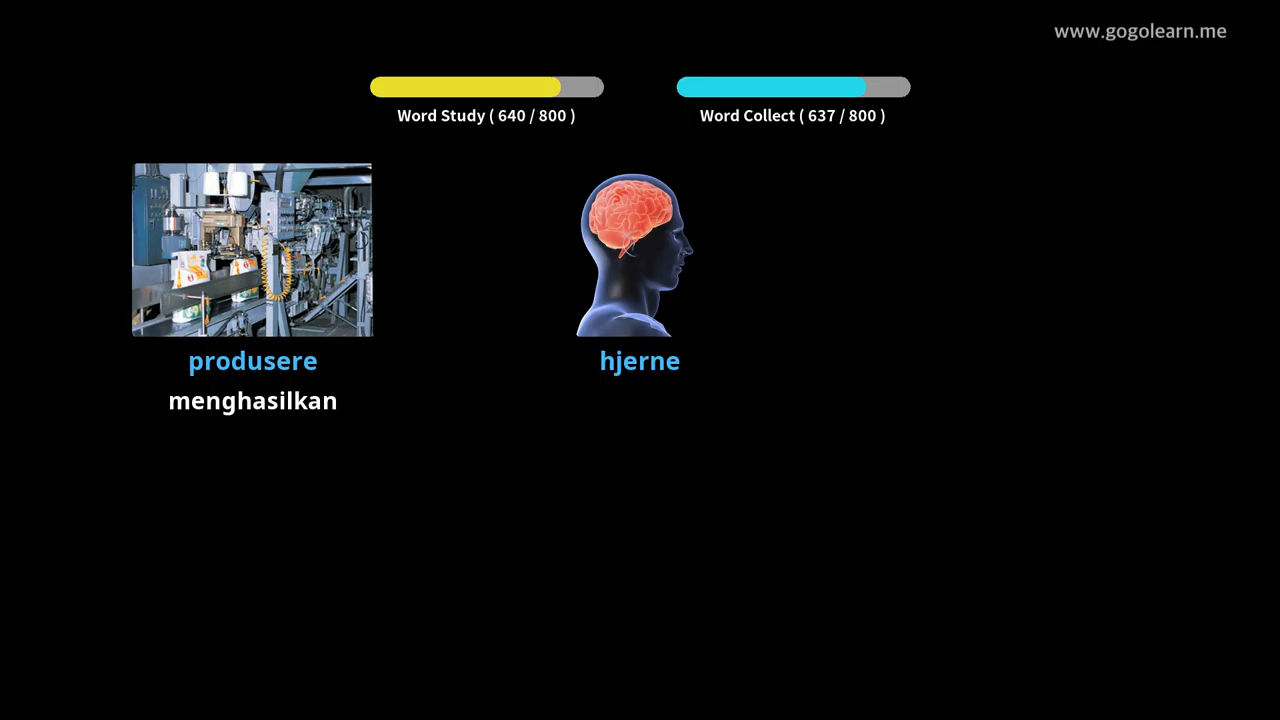 www.gogolearn.me
Word Study ( 640 / 800 )
Word Collect ( 637 / 800 )
produsere
hjerne
menghasilkan